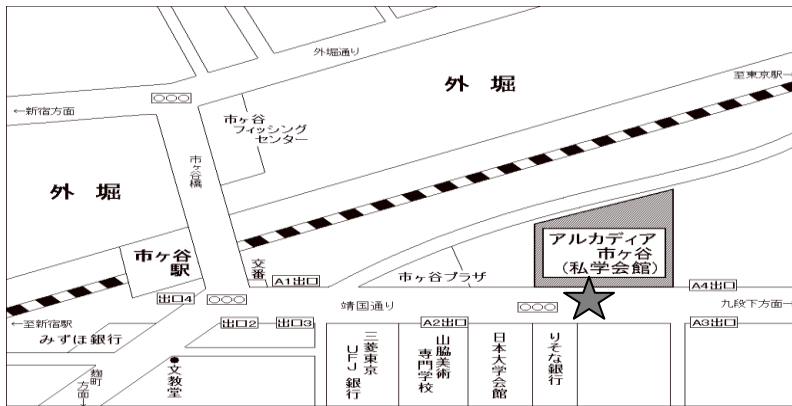 外堀通り
外 堀
至東京駅→
←新宿方面
市ヶ谷
フィッシング
センター
市ヶ谷橋
外 堀
市ヶ谷
駅
交番
A1出口
市ヶ谷プラザ
アルカディア
市ヶ谷
(私学会館)
出口4
靖国通り
A4出口
九段下方面→
←至新宿駅
出口2
出口3
A2出口
A3出口
みずほ銀行
麹町
方面
文教堂
三菱東京
UFJ銀行
山脇美術
専門学校
日本大学会館
りそな銀行